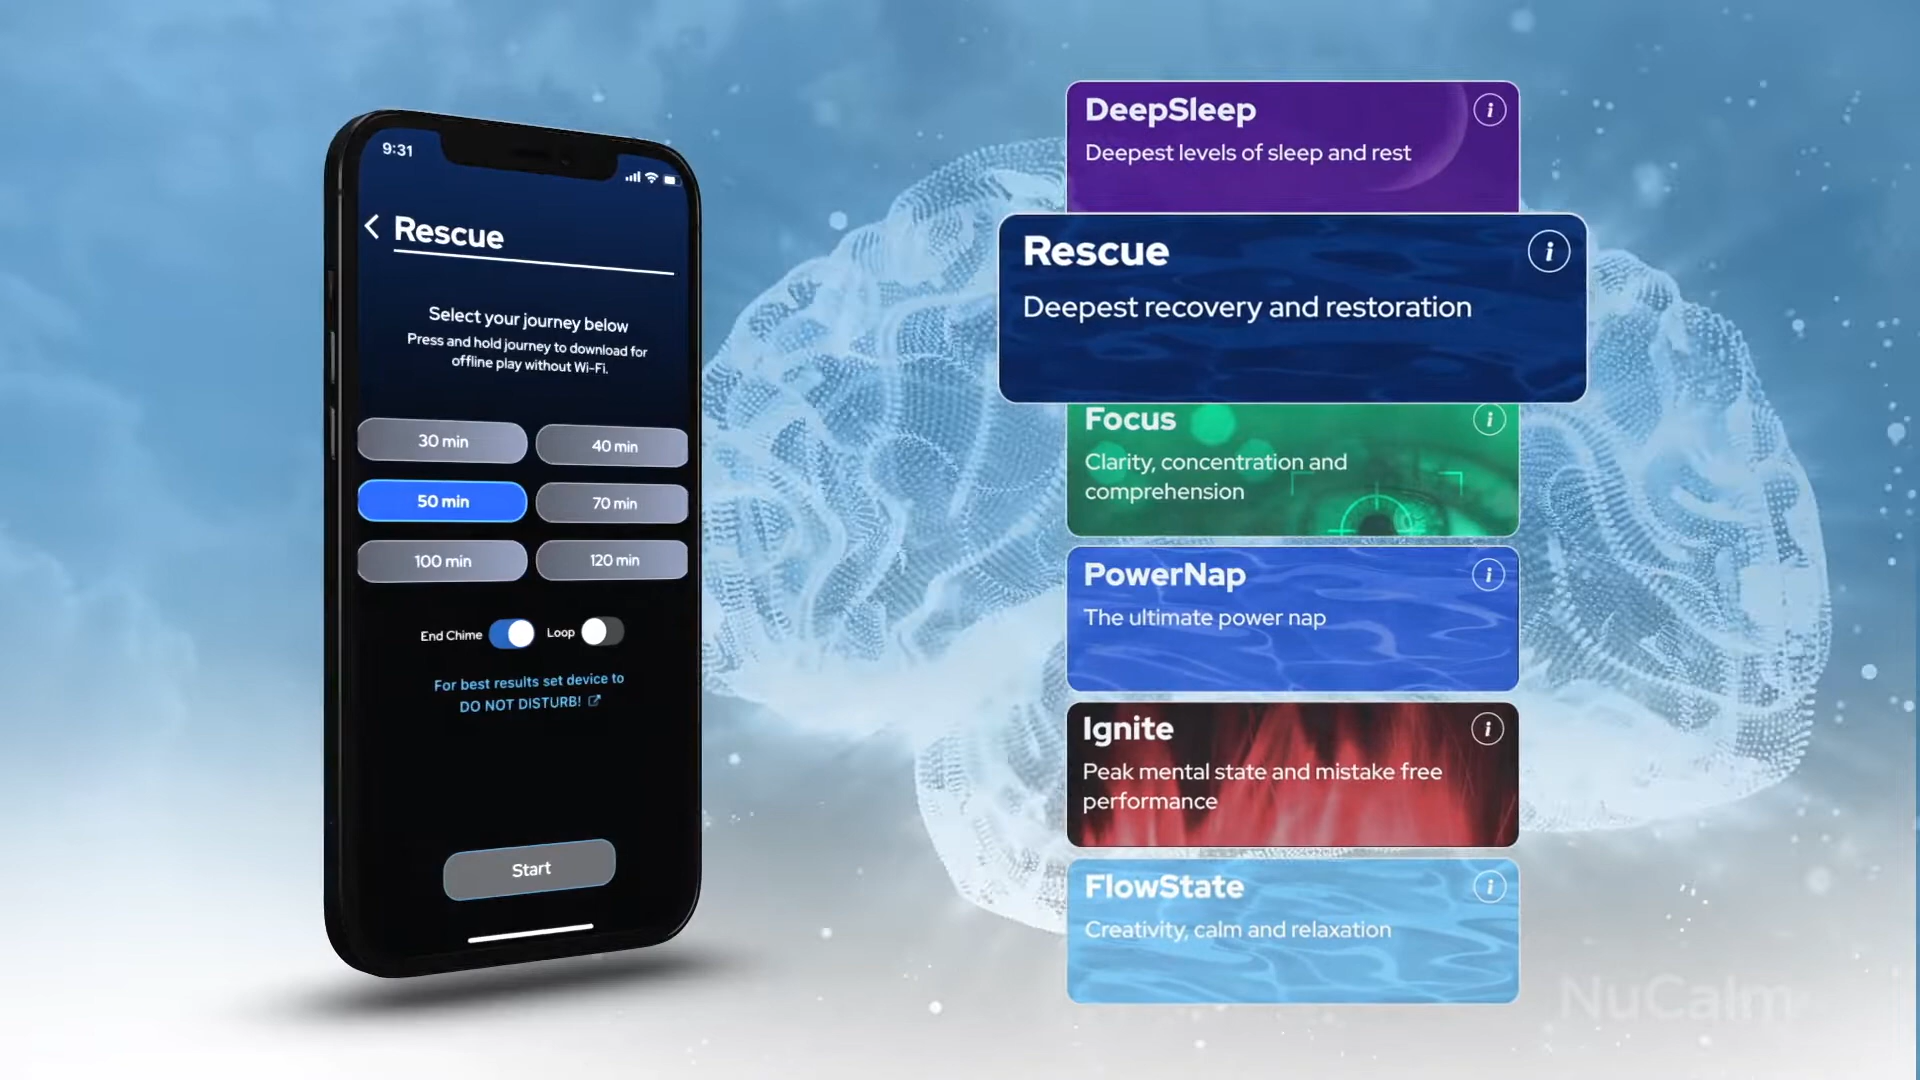 9:31
Rescue
Select your journey below
Press and hold journey to download for
offline play without Wi-Fi.
30 min
40 min
50 min
70 min
100 min
120 min
End Chime
Loop
For best results set device to
DO NOT DISTURB!
Start
DeepSleep
Deepest levels of sleep and rest
Rescue
Deepest recovery and restoration
Focus
Clarity, concentration and
comprehension
PowerNap
The ultimate power nap
Ignite
Peak mental state and mistake free
performance
FlowState
Creativity, calm and relaxation
NuCalm